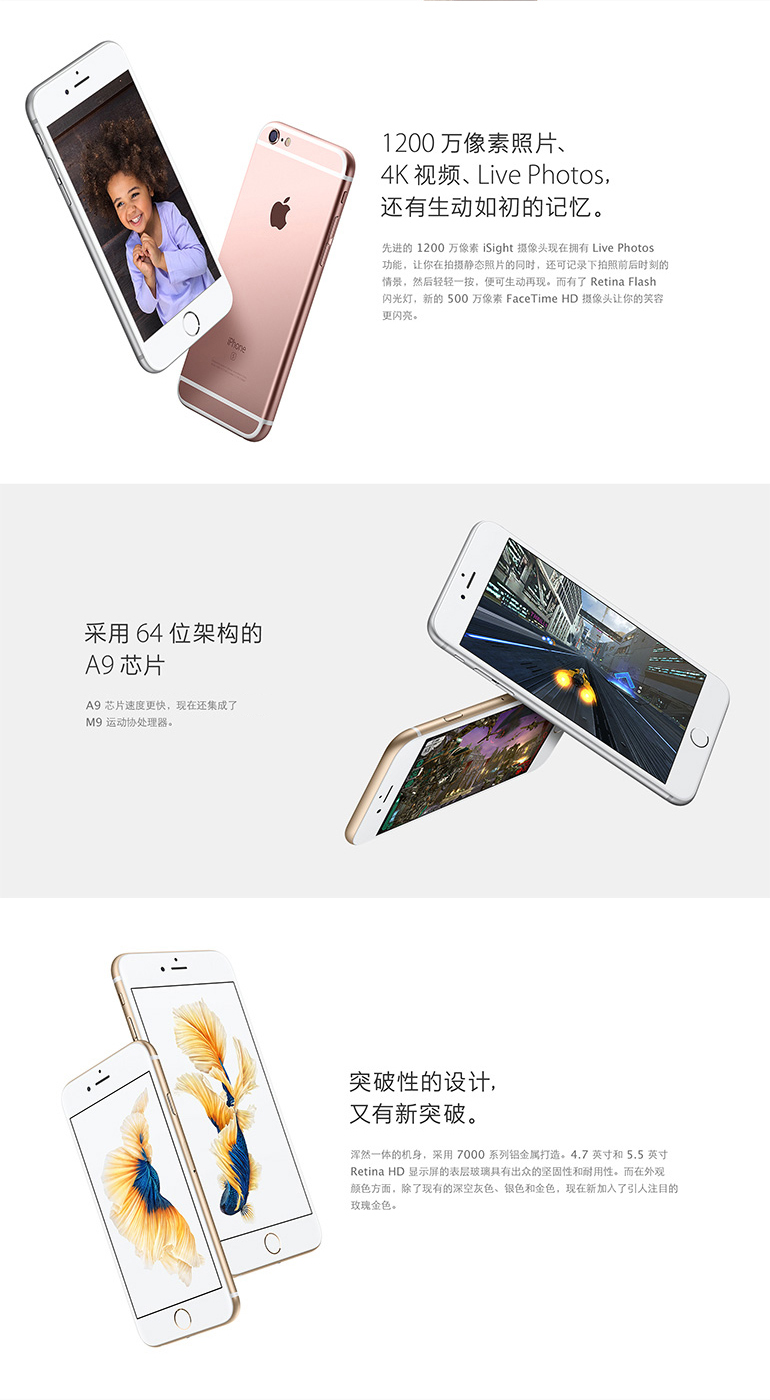 1200 万像素照片、
4K 视频、Live Photos，
还有生动如初的记忆。
先进的 1200 万像素 iSight 摄像头现在拥有 Live Photos
功能，让你在拍摄静态照片的同时，还可记录下拍照前后时刻的
情景，然后轻轻一按，便可生动再现。而有了 Retina Flash
闪光灯，新的 500 万像素 FaceTime HD 摄像头让你的笑容
更闪亮。
iPhone
S
采用 64 位架构的
A9 芯片
A9 芯片速度更快，现在还集成了
M9 运动协处理器。
突破性的设计，
又有新突破。
浑然一体的机身，采用 7000 系列铝金属打造。4.7 英寸和 5.5 英寸
Retina HD 显示屏的表层玻璃具有出众的坚固性和耐用性。而在外观
颜色方面，除了现有的深空灰色、银色和金色，现在新加入了引人注目的
玫瑰金色。